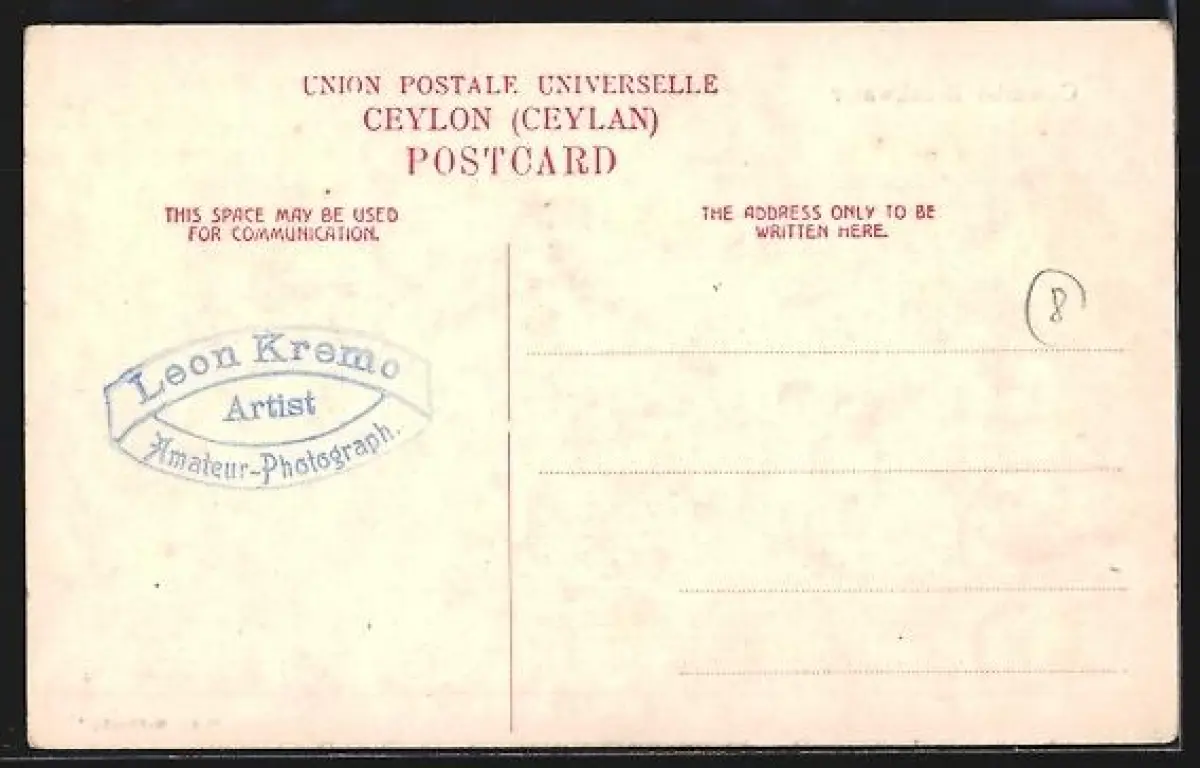 UNION POSTALE UNIVERSELLE
CEYLON (CEYLAN)
POSTCARD
THIS SPACE MAY BE USED
FOR COMMUNICATION.
THE ADDRESS ONLY TO BE
WRITTEN HERE.
8
Leon Kremo
Artist
Amateur-Photograph.